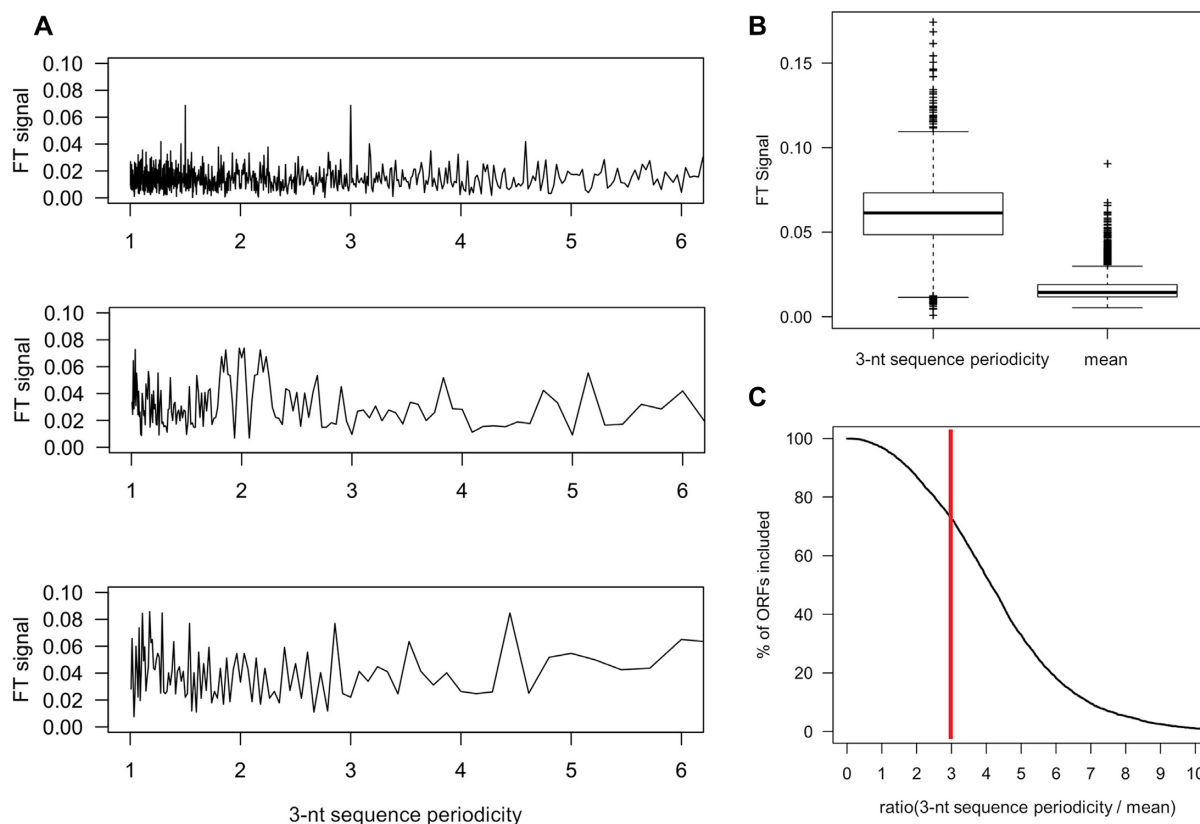 A
FT signal
0.10
0.08
0.06
0.04
0.02
0.00
1 2 3 4 5 6
FT signal
0.10
0.08
0.06
0.04
0.02
0.00
1 2 3 4 5 6
FT signal
0.10
0.08
0.06
0.04
0.02
0.00
1 2 3 4 5 6
3-nt sequence periodicity
B
FT Signal
0.15
0.10
0.05
0.00
3-nt sequence periodicity mean
C
% of ORFs included
100
80
60
40
20
0
0 1 2 3 4 5 6 7 8 9 10
ratio(3-nt sequence periodicity / mean)